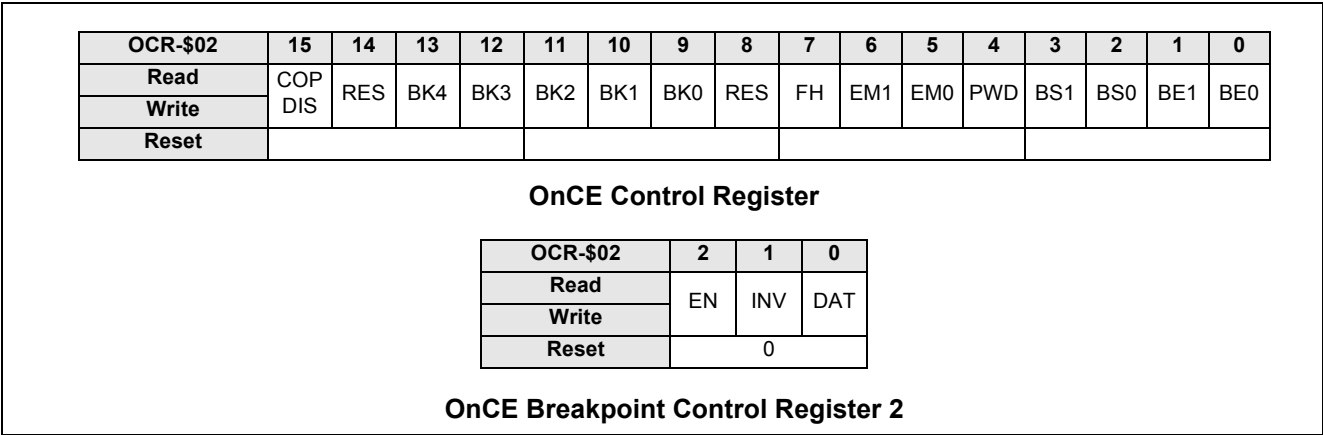 OCR-$02 15 14 13 12 11 10 9 8 7 6 5 4 3 2 1 0
Read COP DIS RES BK4 BK3 BK2 BK1 BK0 RES FH EM1 EM0 PWD BS1 BS0 BE1 BE0
Write
Reset
OnCE Control Register
OCR-$02 2 1 0
Read EN INV DAT
Write
Reset 0
OnCE Breakpoint Control Register 2